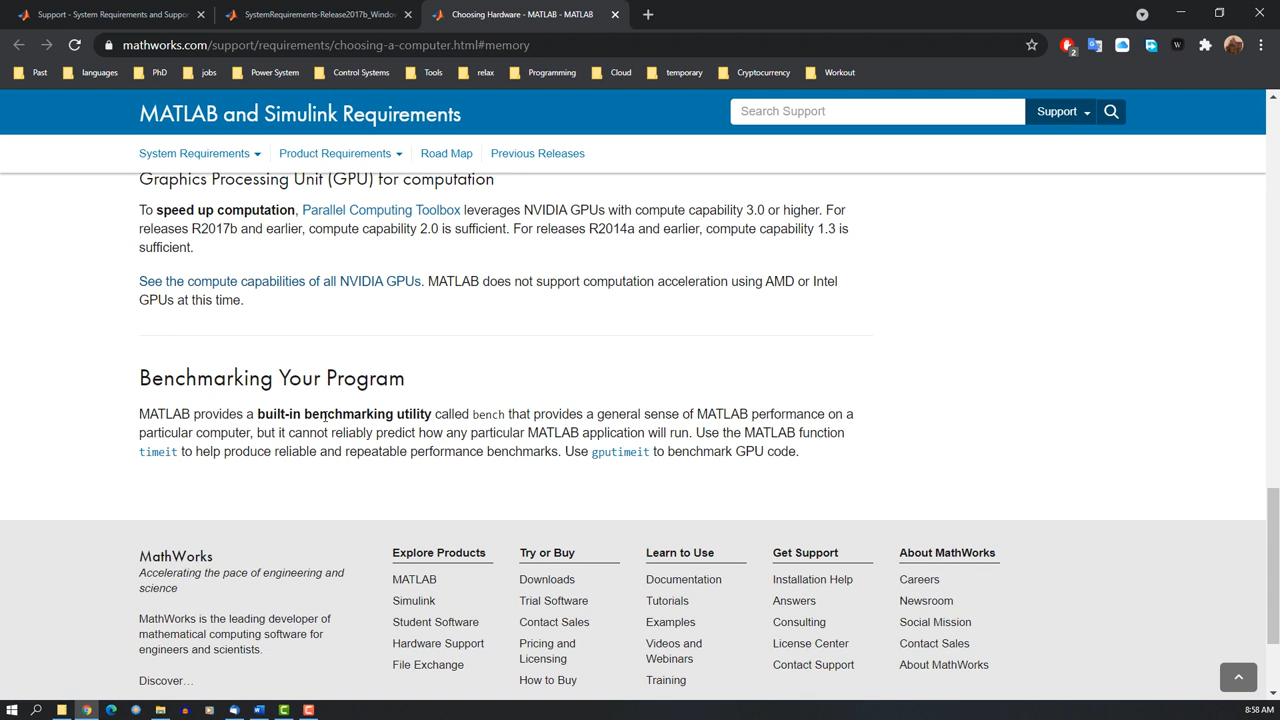 Support - System Requirements and Suppor
SystemRequirements-Release2017b_Windo
Choosing Hardware - MATLAB - MATLAB
mathworks.com/support/requirements/choosing-a-computer.html#memory
2
W
Past
languages
PhD
jobs
Power System
Control Systems
Tools
relax
Programming
Cloud
temporary
Cryptocurrency
Workout
MATLAB and Simulink Requirements
Search Support
Support
System Requirements
Product Requirements
Road Map
Previous Releases
Graphics Processing Unit (GPU) for computation
To speed up computation, Parallel Computing Toolbox leverages NVIDIA GPUs with compute capability 3.0 or higher. For
releases R2017b and earlier, compute capability 2.0 is sufficient. For releases R2014a and earlier, compute capability 1.3 is
sufficient.
See the compute capabilities of all NVIDIA GPUs. MATLAB does not support computation acceleration using AMD or Intel
GPUs at this time.
Benchmarking Your Program
MATLAB provides a built-in benchmarking utility called bench that provides a general sense of MATLAB performance on a
particular computer, but it cannot reliably predict how any particular MATLAB application will run. Use the MATLAB function
timeit to help produce reliable and repeatable performance benchmarks. Use gputimeit to benchmark GPU code.
MathWorks
Accelerating the pace of engineering and
science
MathWorks is the leading developer of
mathematical computing software for
engineers and scientists.
Discover…
Explore Products
MATLAB
Simulink
Student Software
Hardware Support
File Exchange
Try or Buy
Downloads
Trial Software
Contact Sales
Pricing and
Licensing
How to Buy
Learn to Use
Documentation
Tutorials
Examples
Videos and
Webinars
Training
Get Support
Installation Help
Answers
Consulting
License Center
Contact Support
About MathWorks
Careers
Newsroom
Social Mission
Contact Sales
About MathWorks
8:58 AM